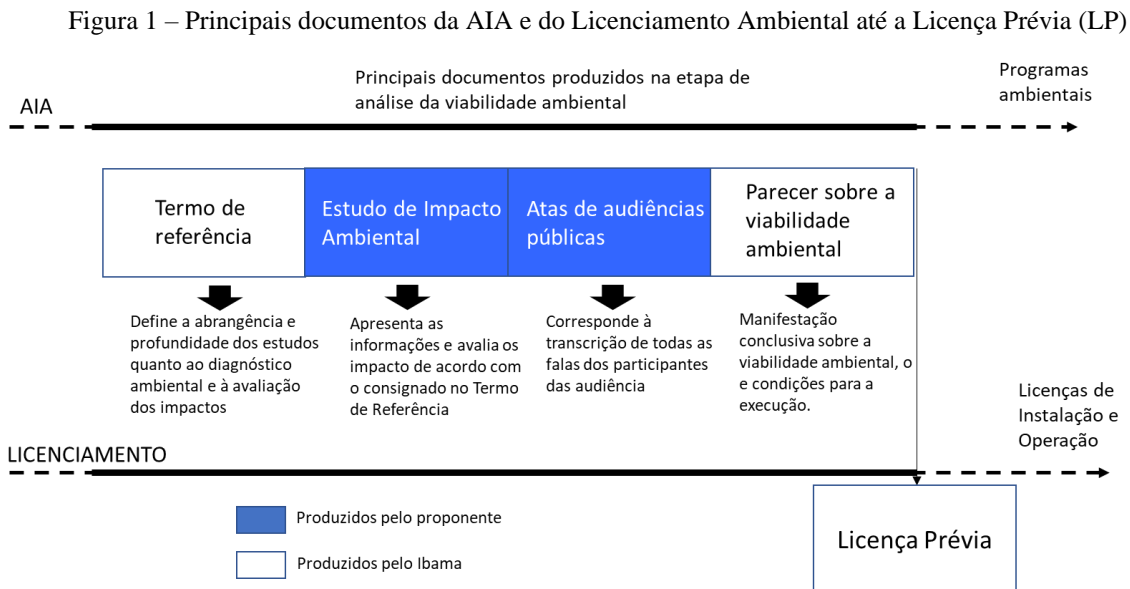 Figura 1 – Principais documentos da AIA e do Licenciamento Ambiental até a Licença Prévia (LP)
AIA
Principais documentos produzidos na etapa de
análise da viabilidade ambiental
Programas
ambientais
Termo de
referência
Estudo de Impacto
Ambiental
Atas de audiências
públicas
Parecer sobre a
viabilidade
ambiental
Define a abrangência e
profundidade dos estudos
quanto ao diagnóstico
ambiental e à avaliação
dos impactos
Apresenta as
informações e avalia os
impacto de acordo com
o consignado no Termo
de Referência
Corresponde à
transcrição de todas as
falas dos participantes
das audiência
Manifestação
conclusiva sobre a
viabilidade ambiental, o
e condições para a
execução.
LICENCIAMENTO
Licenças de
Instalação e
Operação
Produzidos pelo proponente
Produzidos pelo Ibama
Licença Prévia